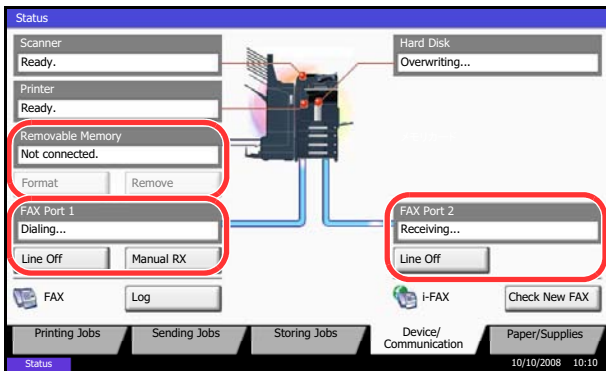 Status
Scanner
Ready.
Hard Disk
Overwriting...
Printer
Ready.
Removable Memory
Not connected.
Format
Remove
FAX Port 1
Dialing...
Line Off
Manual RX
FAX Port 2
Receiving...
Line Off
FAX
Log
i-FAX
Check New FAX
Printing Jobs
Sending Jobs
Storing Jobs
Device/
Communication
Paper/Supplies
Status
10/10/2008 10:10